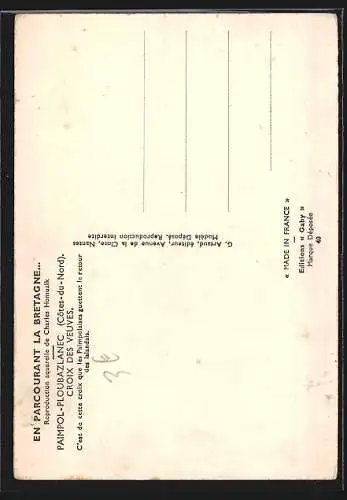 EN PARCOURANT LA BRETAGNE...
Reproduction aquarelle de Charles Homualk
PAIMPOL-PLOUBAZLANEC (Côtes-du-Nord).
CROIX DES VEUVES.
C'est de cette croix que les Paimpolaises guettent le retour
des Islandais.
3€
G. Artaud, éditeur, Avenue de la Close, Nantes
Modèle Déposé. Reproduction Interdite
« MADE IN FRANCE »
Editions « Gaby »
Marque Déposée
40